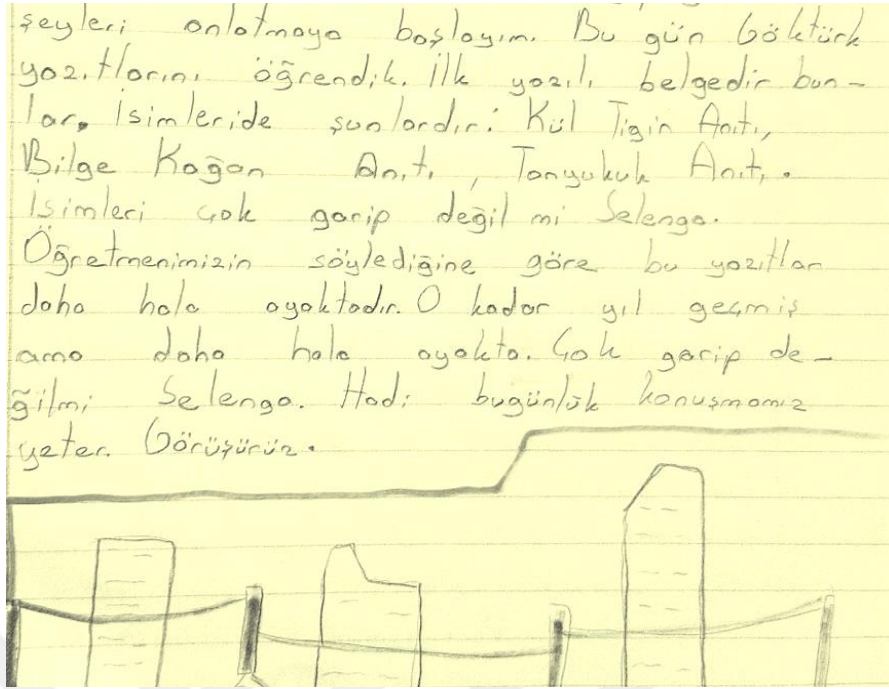 şeyleri anlatmaya başlayım. Bu gün Göktürk
yazıtlarını öğrendik. İlk yazılı belgedir bun-
lar. İsimleride şunlardır: Kül Tigin Anıtı,
Bilge Kağan Anıtı, Tonyukuk Anıtı.
İsimleri çok garip değil mi Selenga.
Öğretmenimizin söylediğine göre bu yazıtlar
daha hala ayaktadır. O kadar yıl geçmiş
ama daha hala ayakta. Çok garip de-
ğilmi Selenga. Hadi bugünlük konuşmamız
yeter. Görüşürüz.